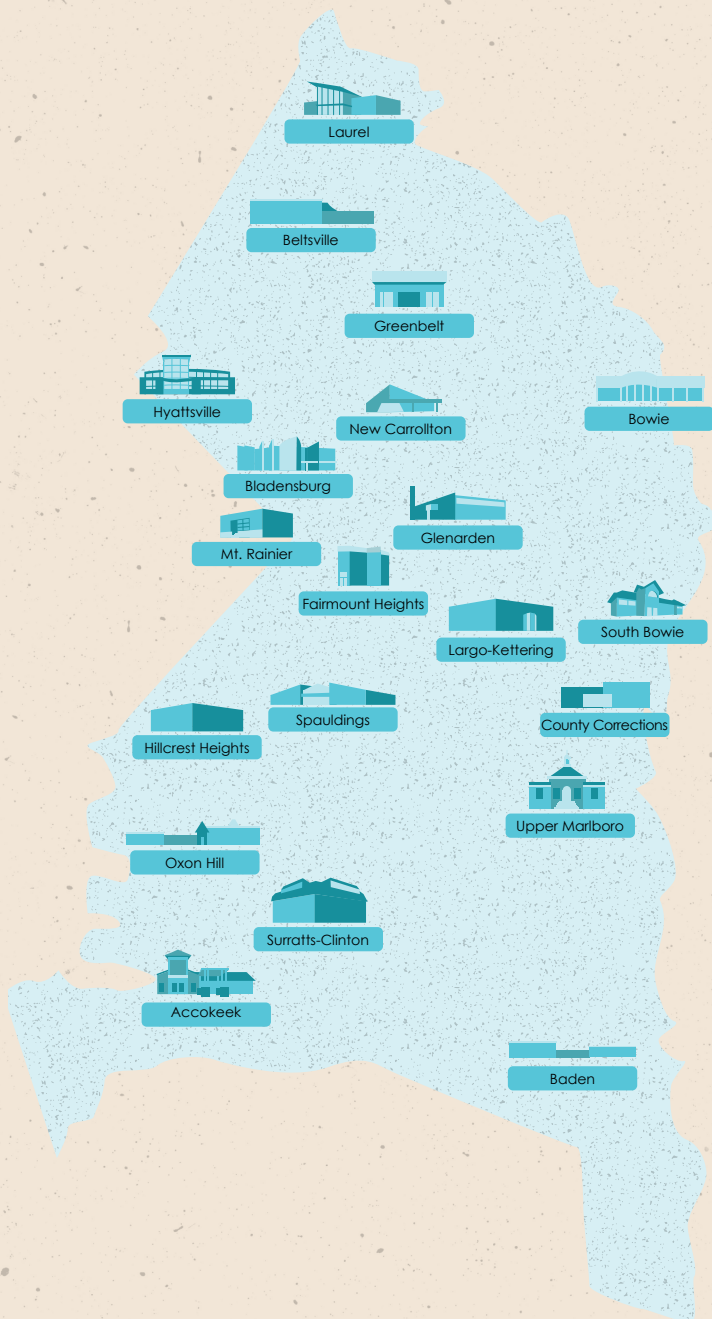 Laurel
Beltsville
Greenbelt
Hyattsville
Bowie
New Carrollton
Bladensburg
Glenarden
Mt. Rainier
Fairmount Heights
South Bowie
Largo-Kettering
Spauldings
County Corrections
Hillcrest Heights
Upper Marlboro
Oxon Hill
Surratts-Clinton
Accokeek
Baden